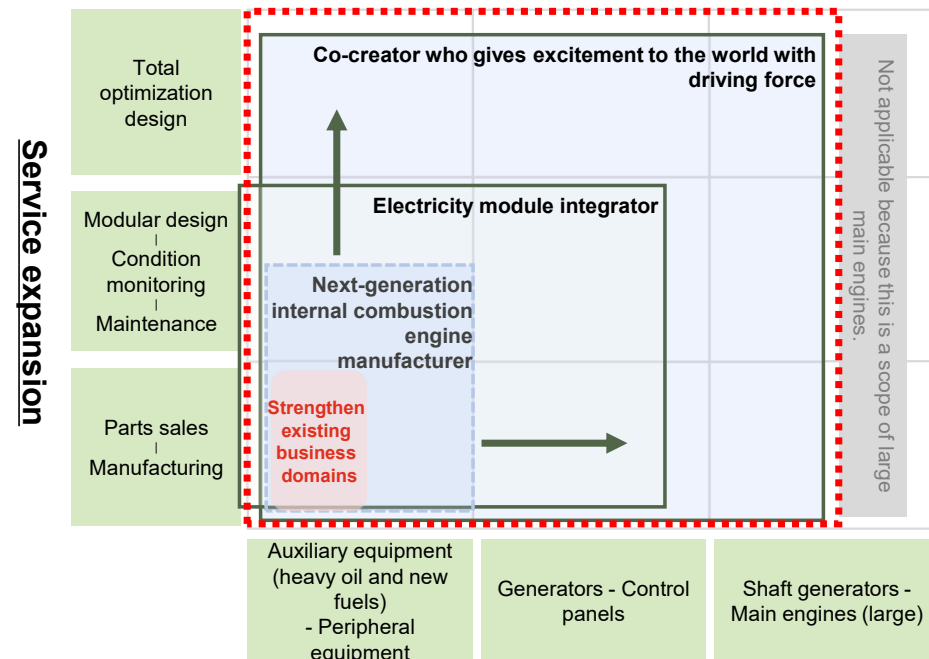 Service expansion
Total
optimization
design
Modular design
|
Condition
monitoring
|
Maintenance
Parts sales
|
Manufacturing
Co-creator who gives excitement to the world with
driving force
Electricity module integrator
Next-generation
internal combustion
engine
manufacturer
Strengthen
existing
business
domains
Not applicable because this is a scope of large
main engines.
Auxiliary equipment
(heavy oil and new
fuels)
- Peripheral
equipment
Generators - Control
panels
Shaft generators -
Main engines (large)